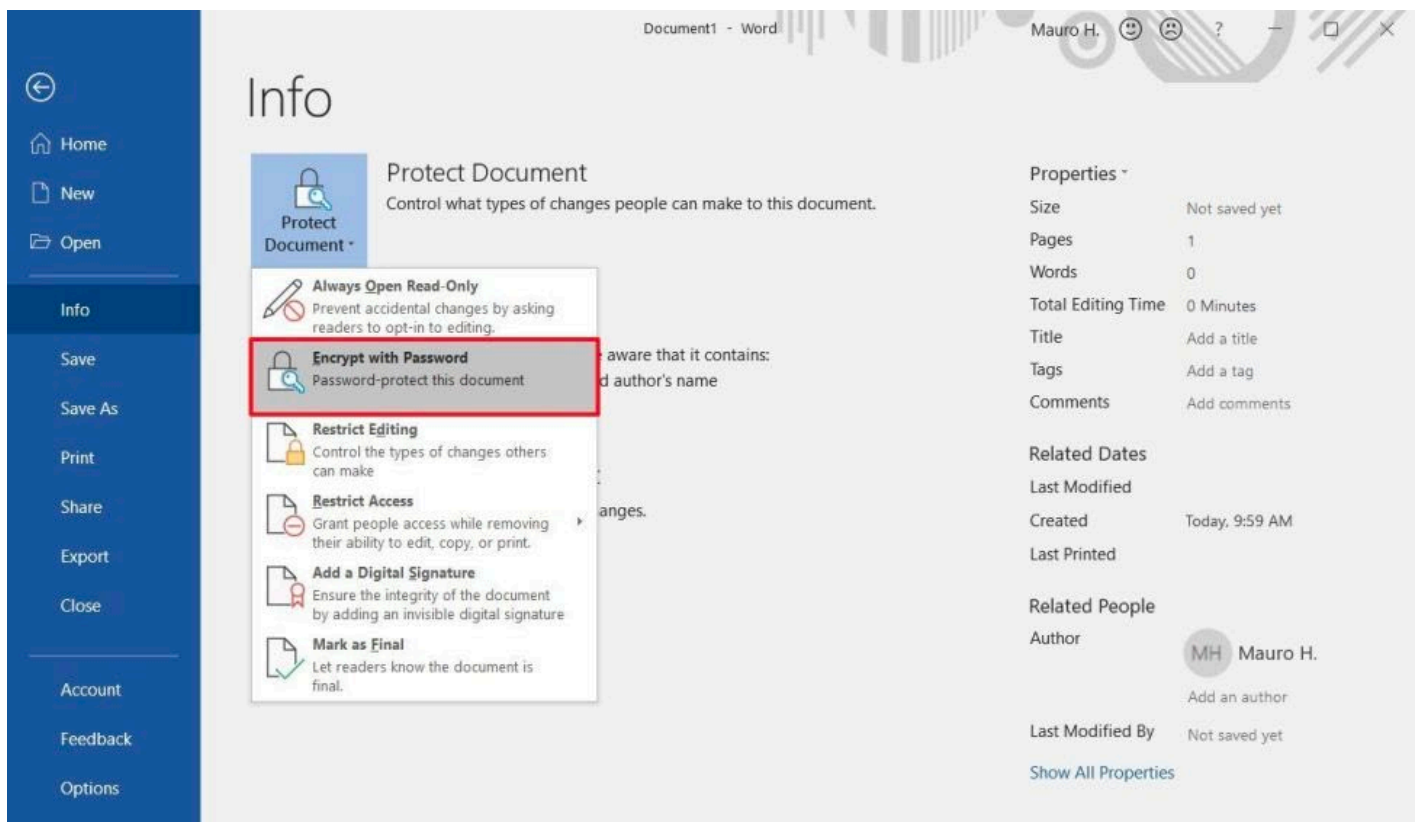 Document1 - Word
Mauro H.
?
Info
Home
New
Open
Info
Save
Save As
Print
Share
Export
Close
Account
Feedback
Options
Protect
Document
Protect Document
Control what types of changes people can make to this document.
Always Open Read-Only
Prevent accidental changes by asking
readers to opt-in to editing.
Encrypt with Password
Password-protect this document
aware that it contains:
author's name
Restrict Editing
Control the types of changes others
can make
Restrict Access
Grant people access while removing
their ability to edit, copy, or print.
anges.
Add a Digital Signature
Ensure the integrity of the document
by adding an invisible digital signature
Mark as Final
Let readers know the document is
final.
Properties
Size Not saved yet
Pages 1
Words 0
Total Editing Time 0 Minutes
Title Add a title
Tags Add a tag
Comments Add comments
Related Dates
Last Modified
Created Today, 9:59 AM
Last Printed
Related People
Author
MH Mauro H.
Add an author
Last Modified By Not saved yet
Show All Properties